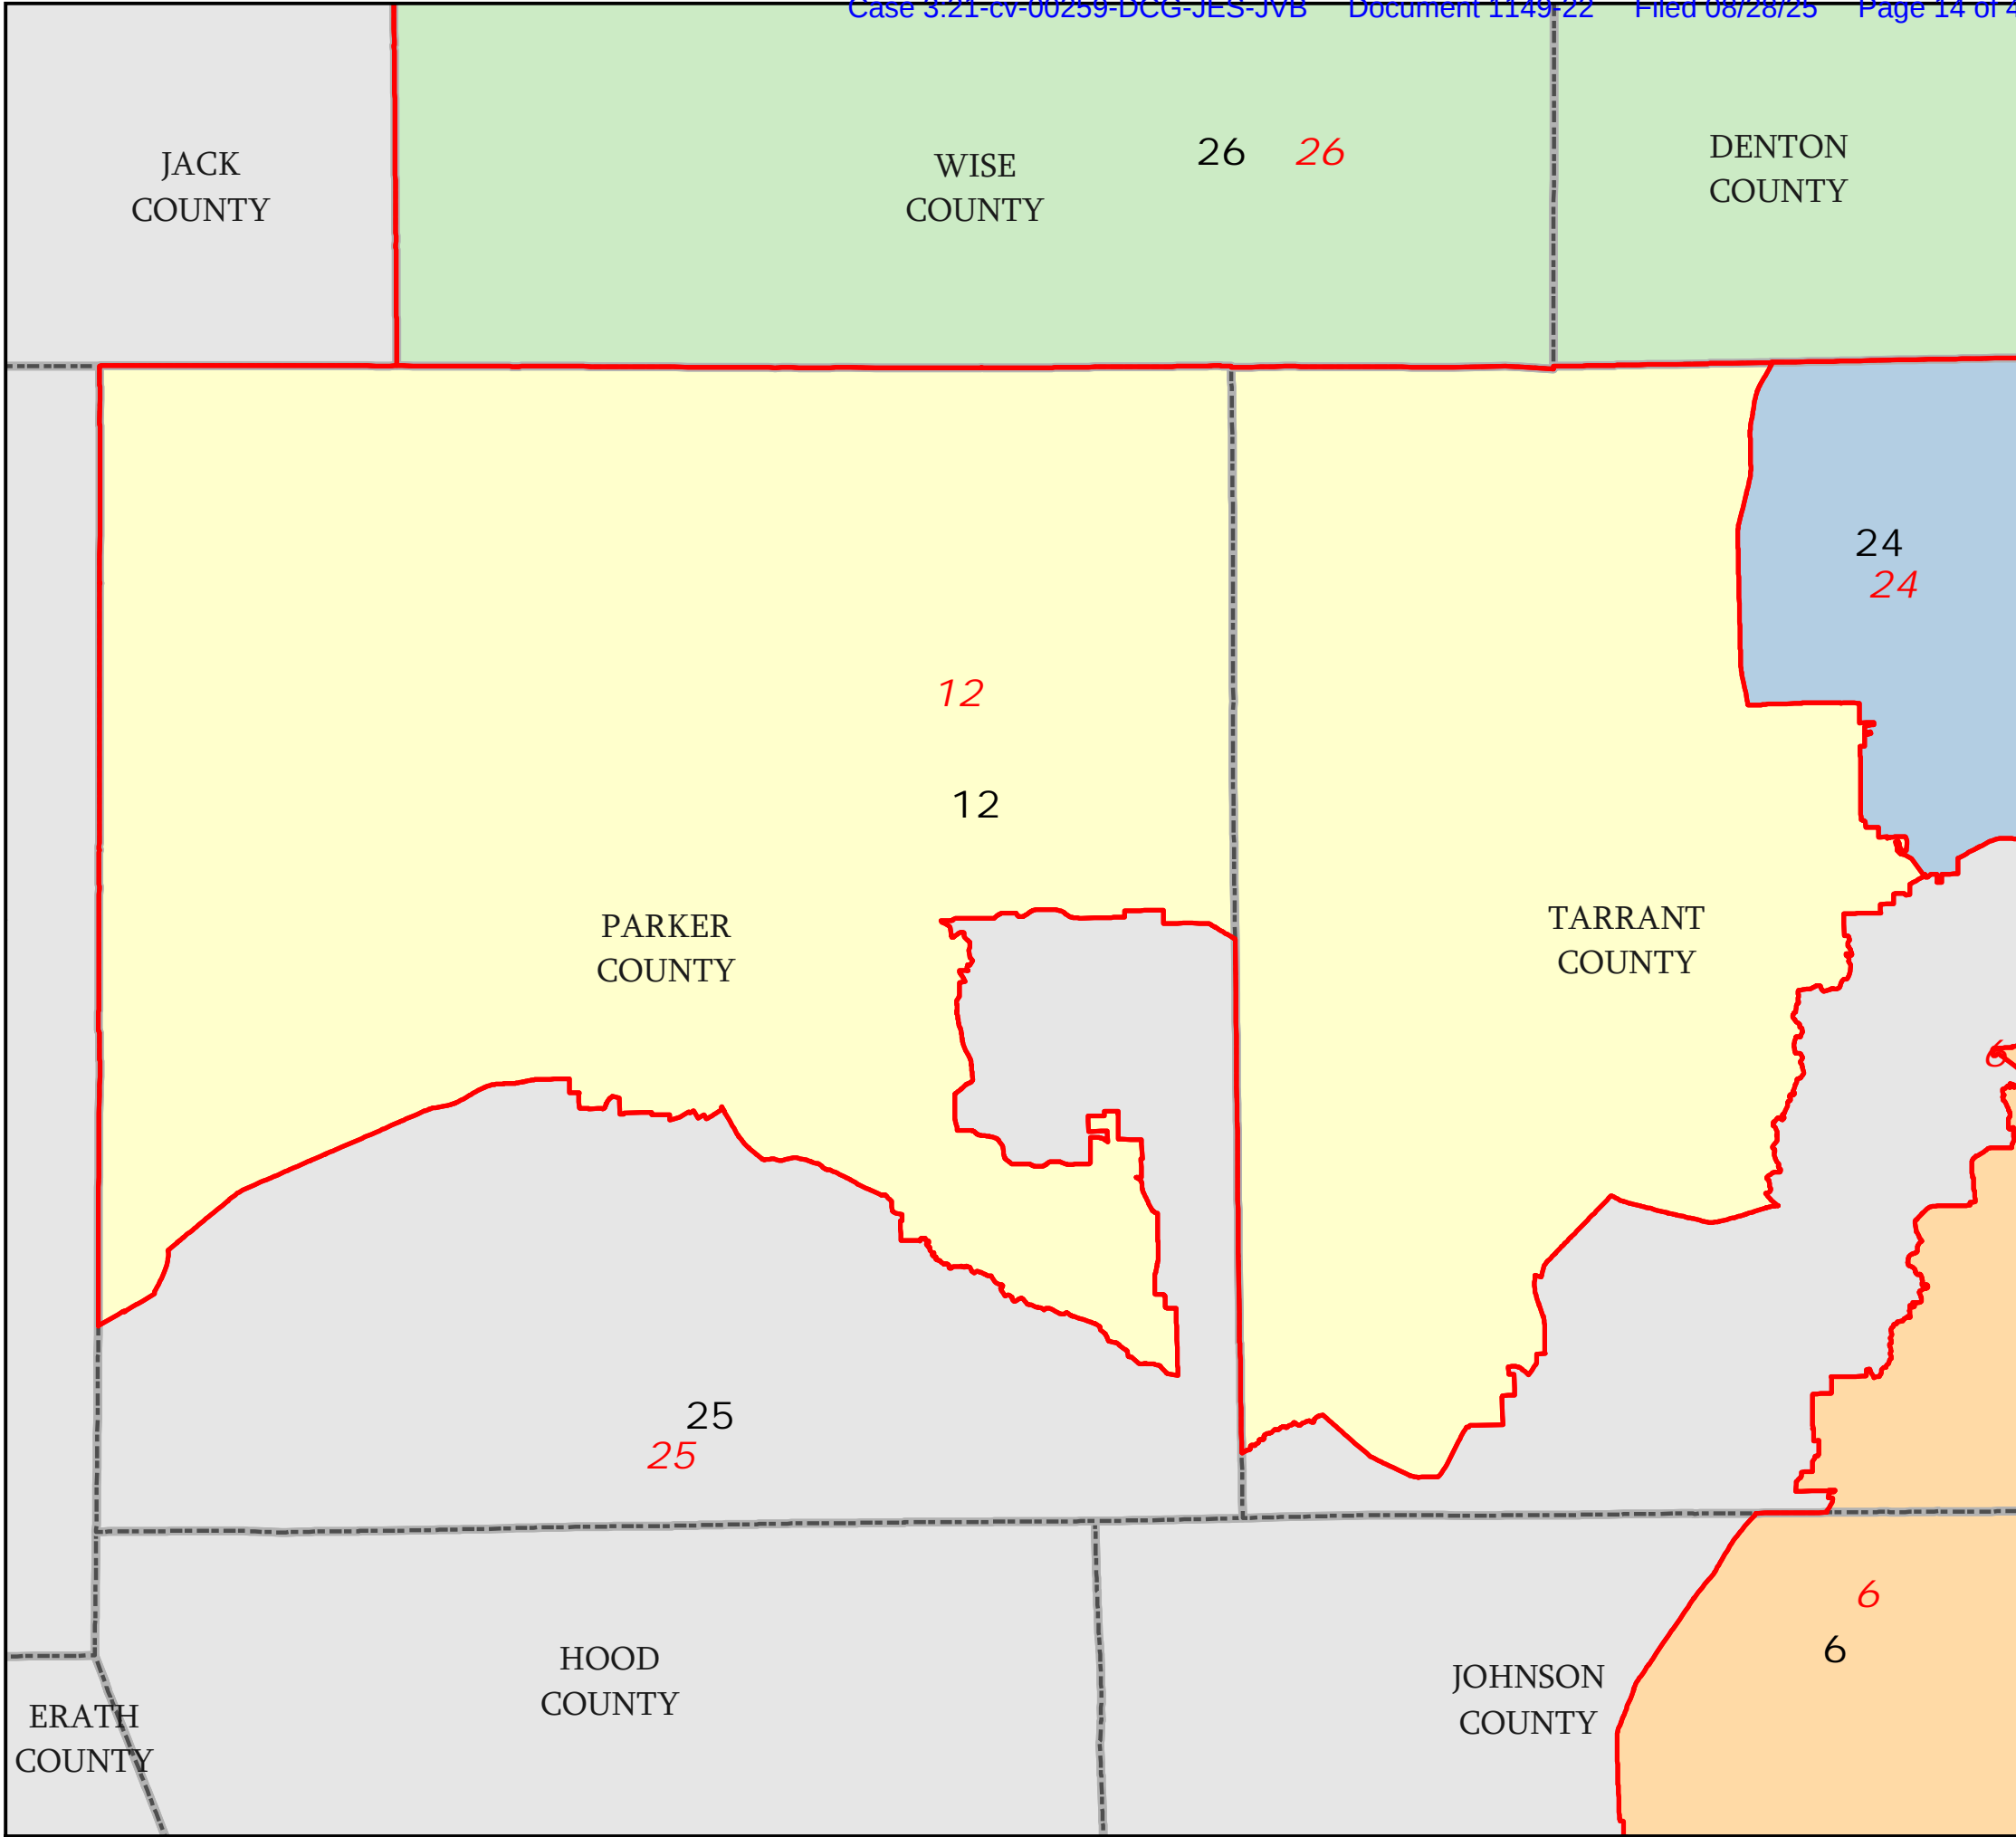 Case 3:21-cv-00259-DCG-JES-JVB Document 1149-22 Filed 08/28/25 Page 14 of 4
JACK
COUNTY
WISE
COUNTY
26 26
DENTON
COUNTY
24
24
12
12
PARKER
COUNTY
TARRANT
COUNTY
6
25
25
6
6
HOOD
COUNTY
JOHNSON
COUNTY
ERATH
COUNTY